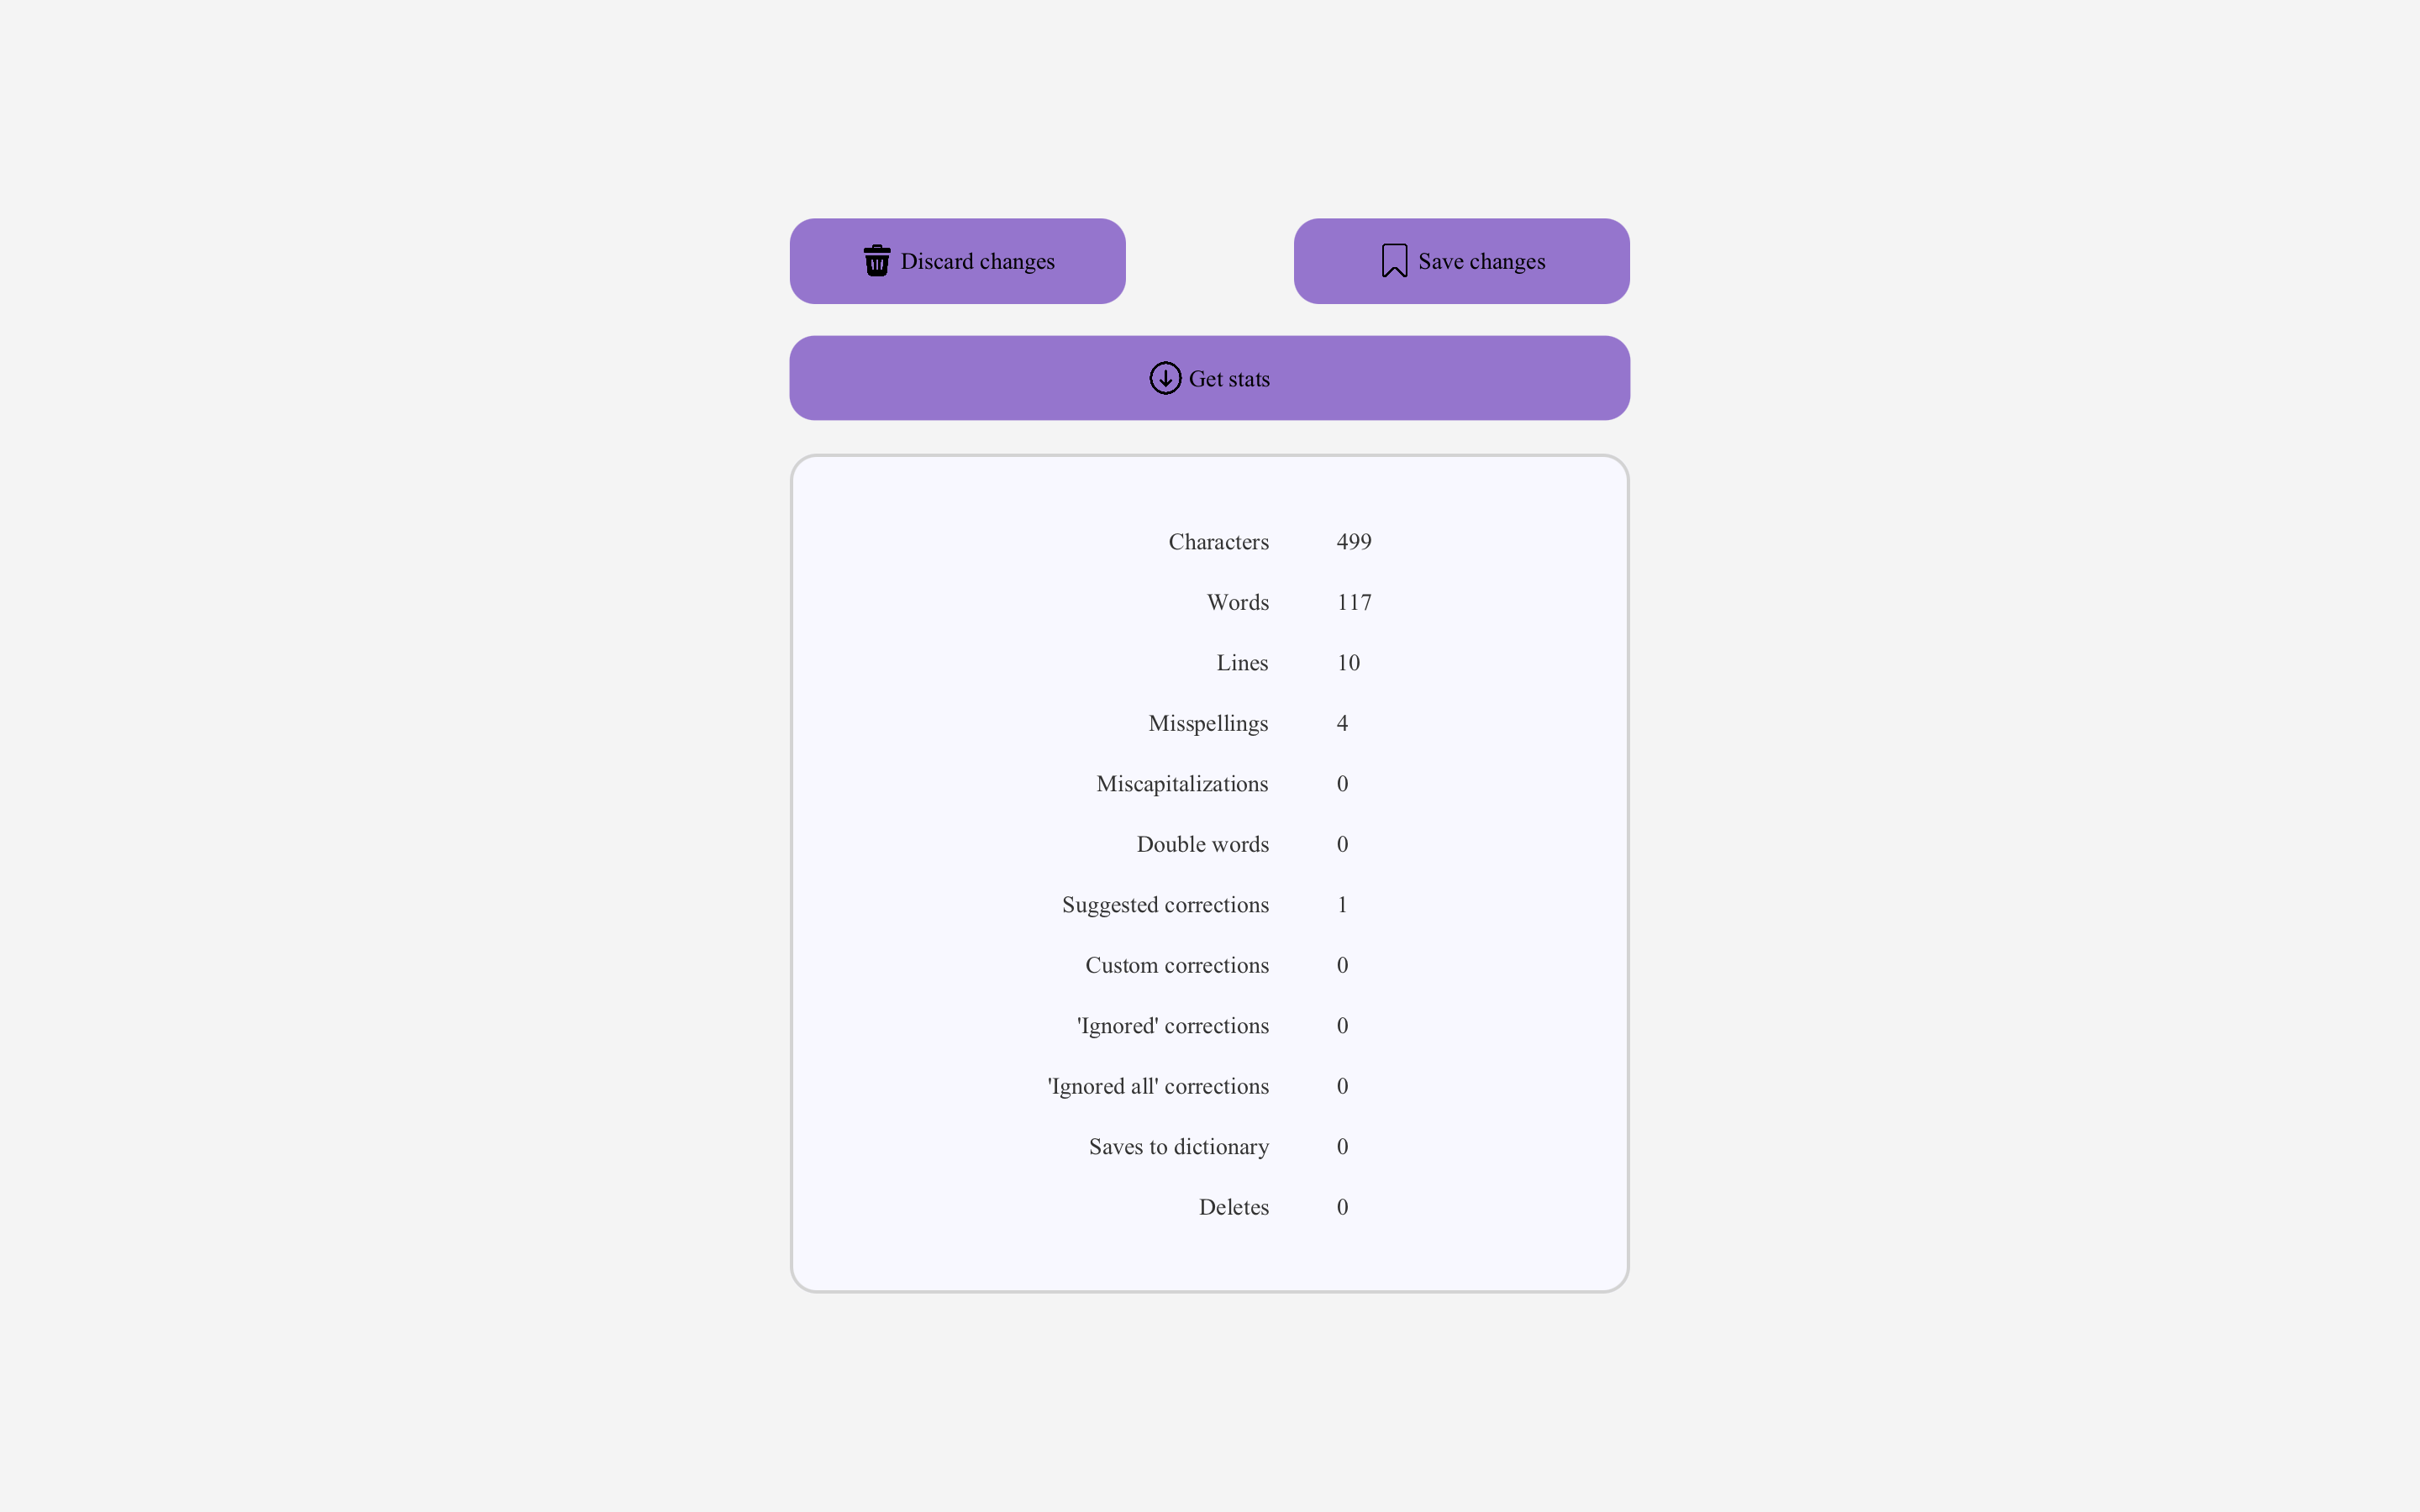 Discard changes
Save changes
Get stats
Characters 499
Words 117
Lines 10
Misspellings 4
Miscapitalizations 0
Double words 0
Suggested corrections 1
Custom corrections 0
'Ignored' corrections 0
'Ignored all' corrections 0
Saves to dictionary 0
Deletes 0